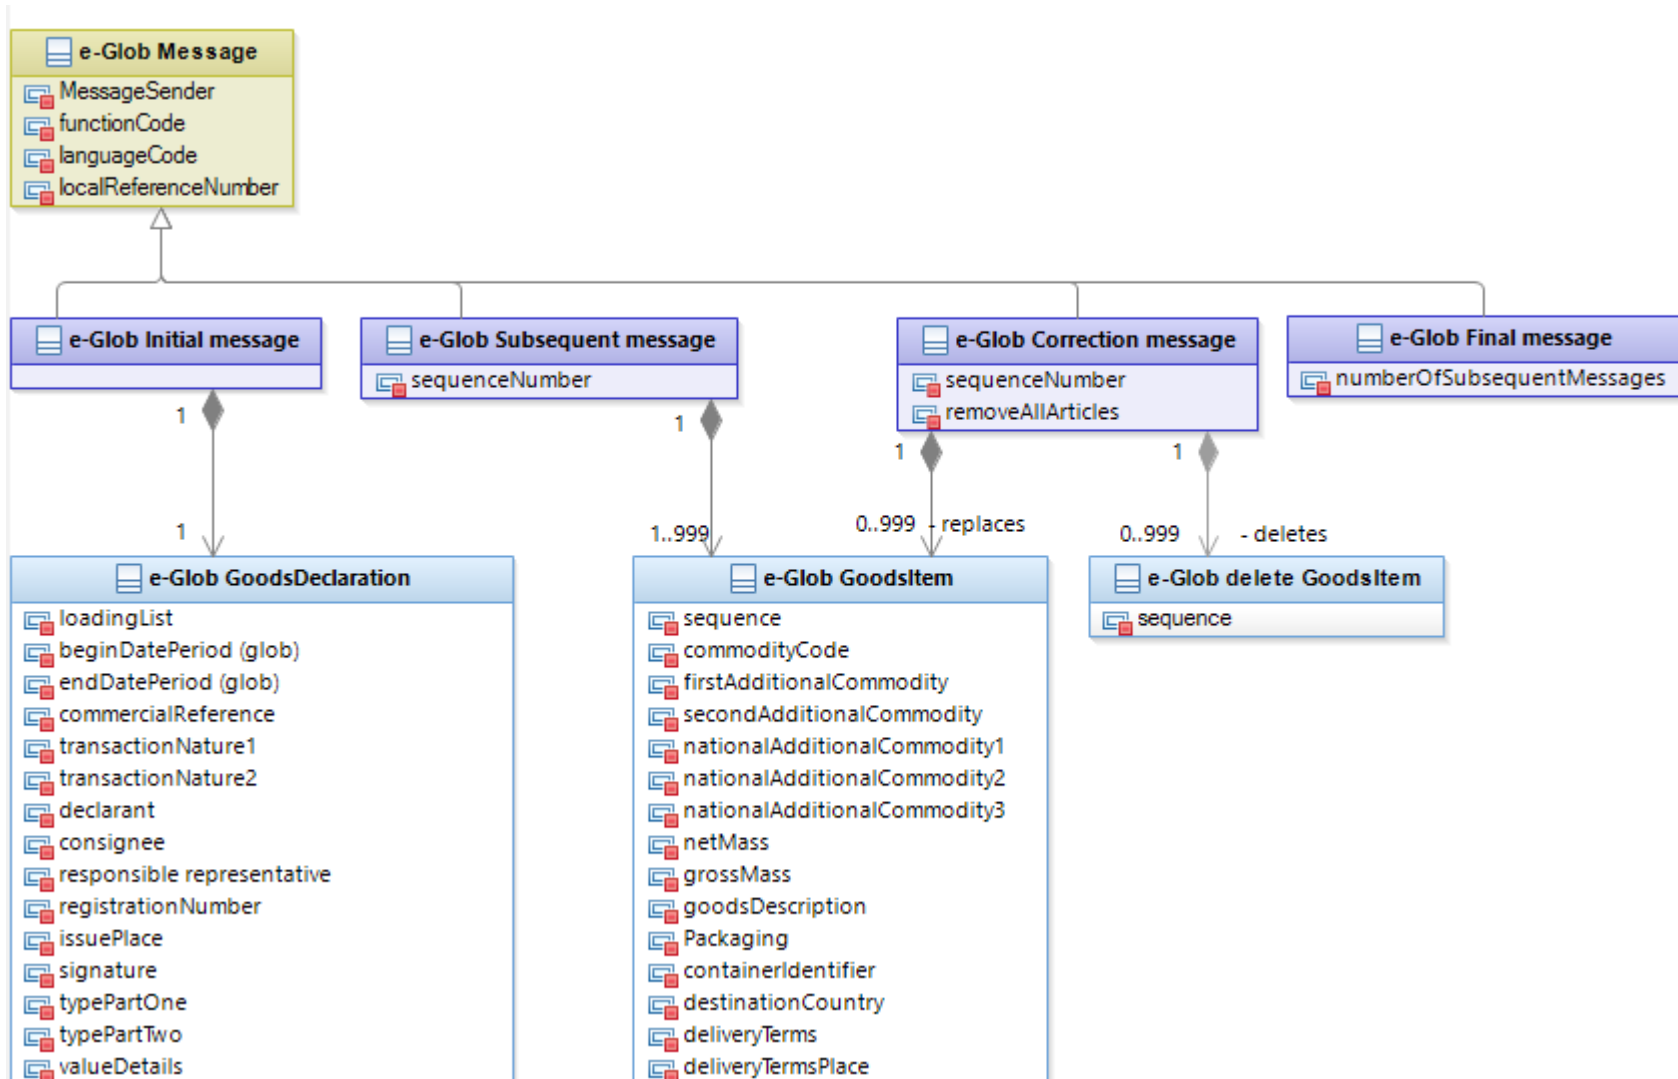 e-Glob Message
MessageSender
functionCode
languageCode
localReferenceNumber
e-Glob Initial message
e-Glob Subsequent message
sequenceNumber
e-Glob Correction message
sequenceNumber
removeAllArticles
e-Glob Final message
numberOfSubsequentMessages
1
1
1
1
1
1..999
0..999 - replaces
0..999 - deletes
e-Glob GoodsDeclaration
loadingList
beginDatePeriod (glob)
endDatePeriod (glob)
commercialReference
transactionNature1
transactionNature2
declarant
consignee
responsible representative
registrationNumber
issuePlace
signature
typePartOne
typePartTwo
valueDetails
e-Glob GoodsItem
sequence
commodityCode
firstAdditionalCommodity
secondAdditionalCommodity
nationalAdditionalCommodity1
nationalAdditionalCommodity2
nationalAdditionalCommodity3
netMass
grossMass
goodsDescription
Packaging
containerIdentifier
destinationCountry
deliveryTerms
deliveryTermsPlace
e-Glob delete GoodsItem
sequence